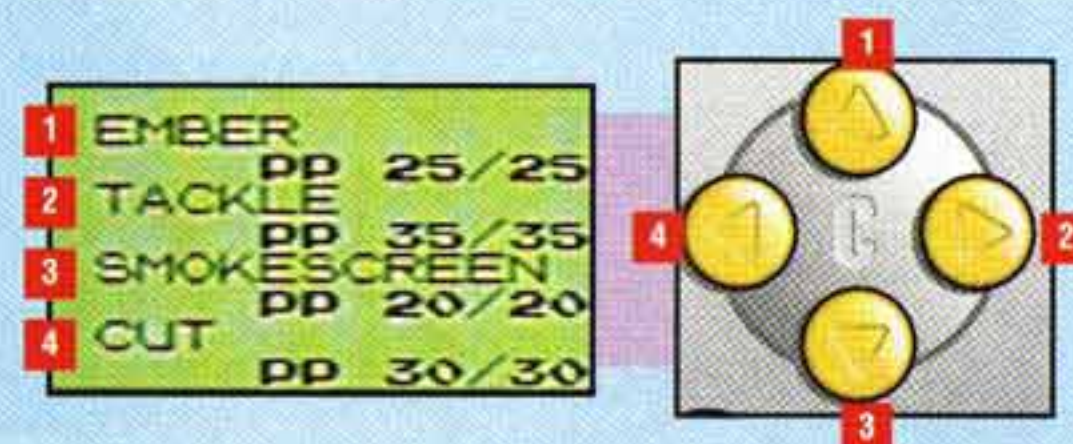 1 EMBER
PP 25/25
2 TACKLE
PP 35/35
3 SMOKESCREEN
PP 20/20
4 CUT
PP 30/30
1
4 C 2
3